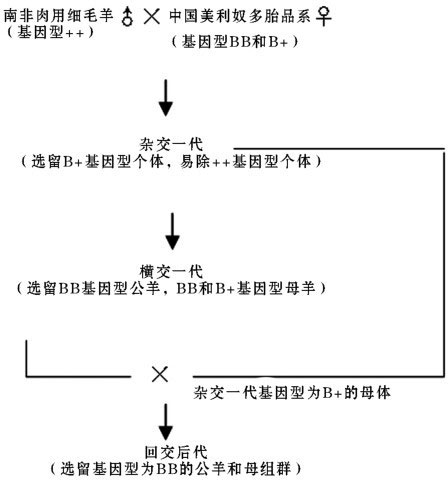 南非肉用细毛羊 ♂ × 中国美利奴多胎品系 ♀
(基因型++) (基因型BB和B+)
杂交一代
(选留B+基因型个体，易除++基因型个体)
横交一代
(选留BB基因型公羊，BB和B+基因型母羊)
×
杂交一代基因型为B+的母体
回交后代
(选留基因型为BB的公羊和母组群)